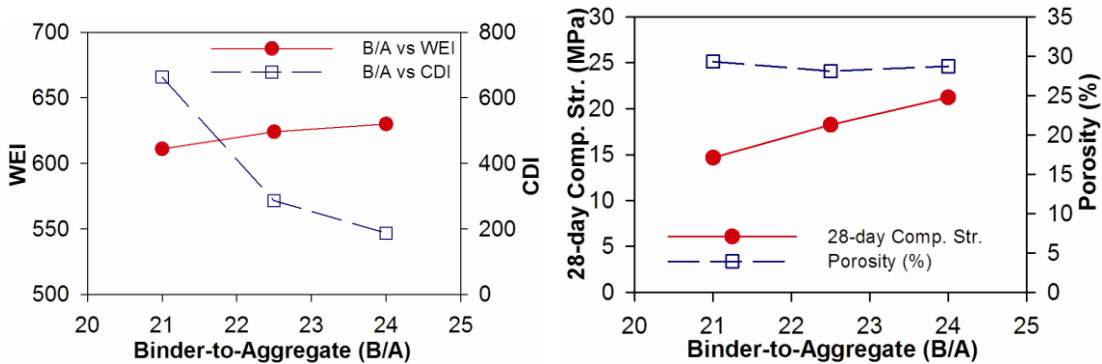 700
650
600
550
500
WEI
B/A vs WEI
B/A vs CDI
800
600
400
200
0
CDI
20 21 22 23 24 25
Binder-to-Aggregate (B/A)
30
25
20
15
10
5
0
28-day Comp. Str. (MPa)
28-day Comp. Str.
Porosity (%)
35
30
25
20
15
10
5
0
Porosity (%)
20 21 22 23 24 25
Binder-to-Aggregate (B/A)